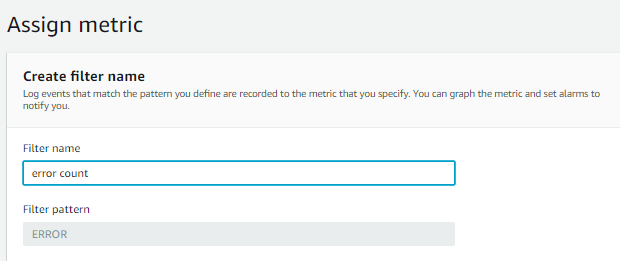 Assign metric
Create filter name
Log events that match the pattern you define are recorded to the metric that you specify. You can graph the metric and set alarms to
notify you.
Filter name
error count
Filter pattern
ERROR